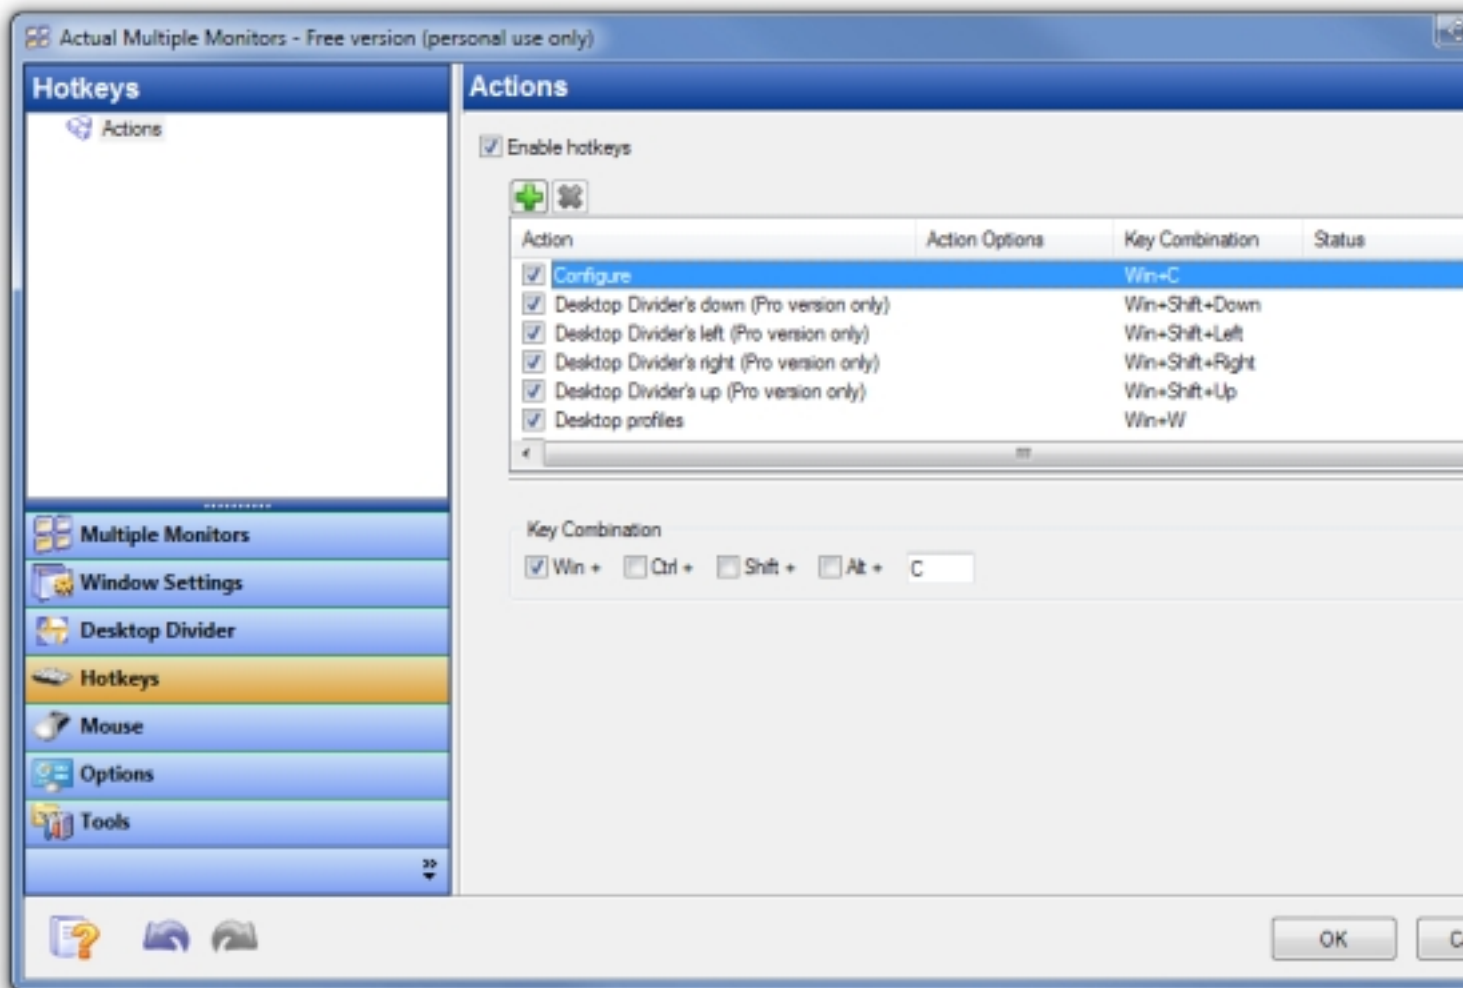 Actual Multiple Monitors - Free version (personal use only)
Hotkeys
Actions
Actions
Enable hotkeys
Action Action Options Key Combination Status
Configure Win+C
Desktop Divider's down (Pro version only) Win+Shift+Down
Desktop Divider's left (Pro version only) Win+Shift+Left
Desktop Divider's right (Pro version only) Win+Shift+Right
Desktop Divider's up (Pro version only) Win+Shift+Up
Desktop profiles Win+W
Key Combination
Win + Ctrl + Shift + Alt + C
Multiple Monitors
Window Settings
Desktop Divider
Hotkeys
Mouse
Options
Tools
OK